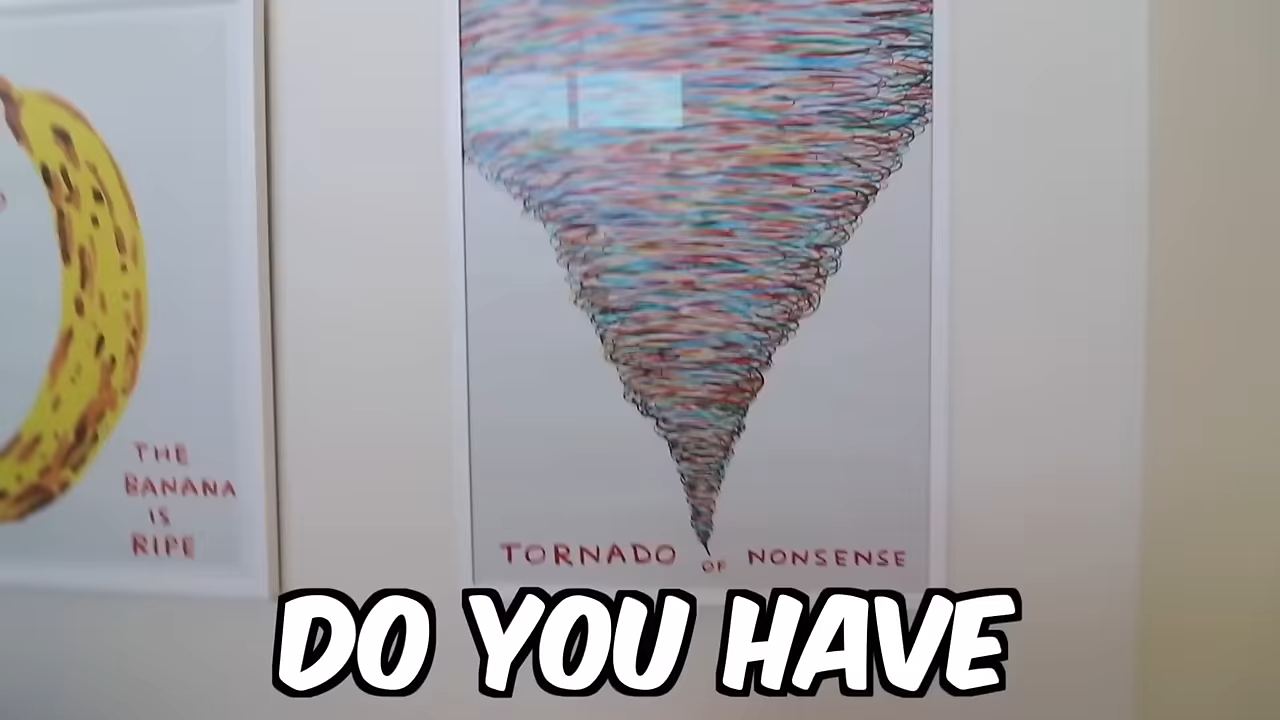 THE
BANANA
IS
RIPE
TORNADO OF NONSENSE
DO YOU HAVE